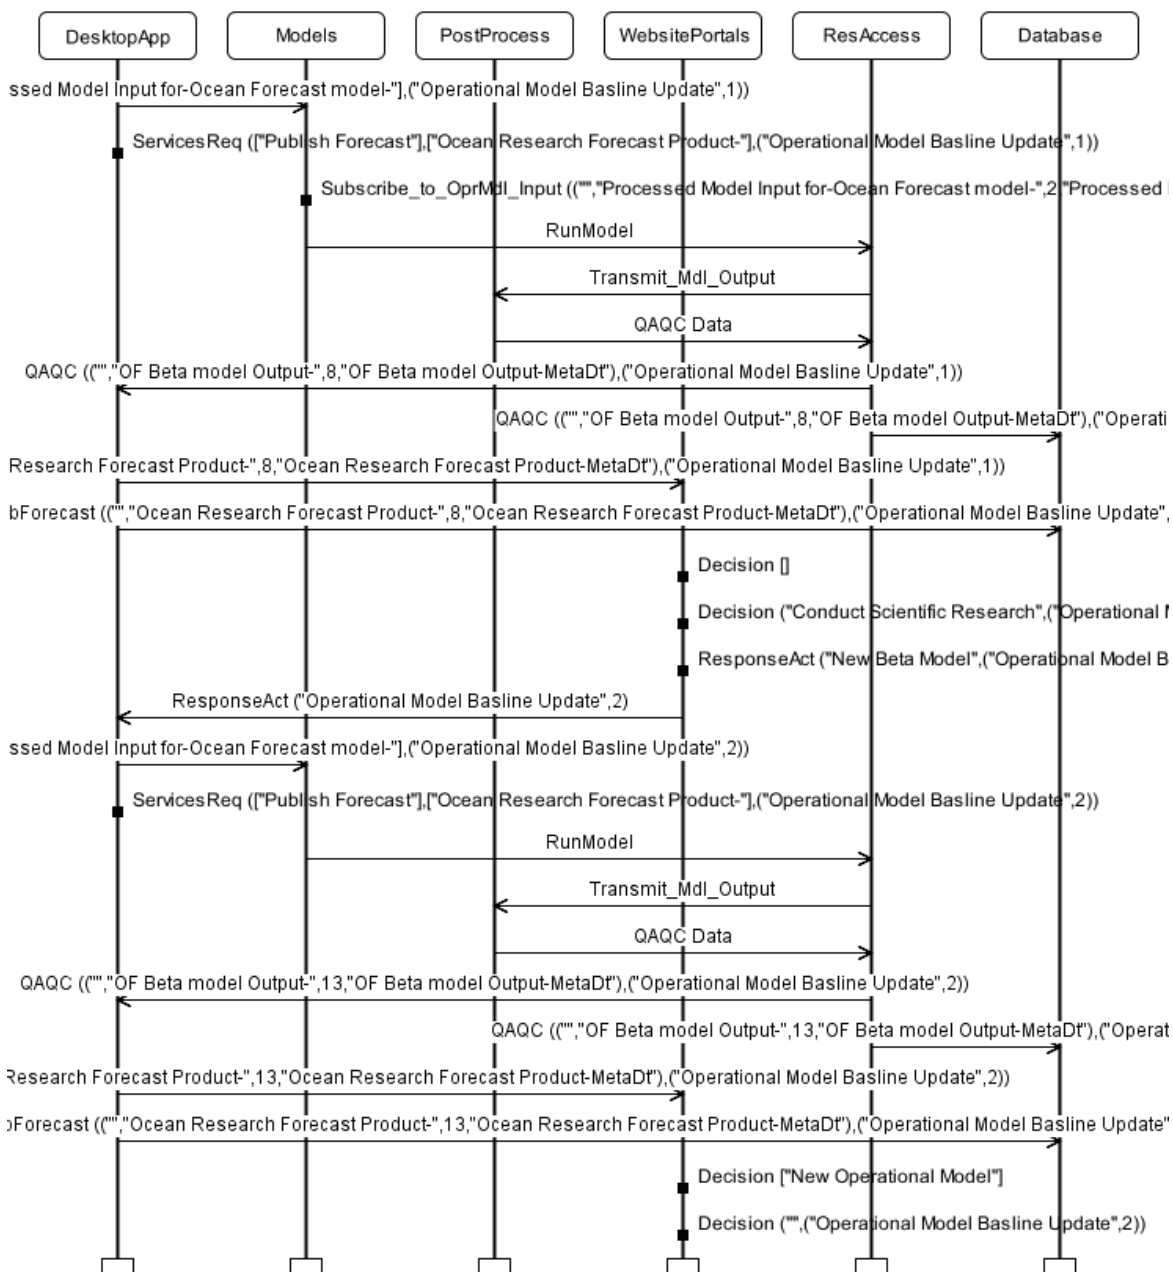 DesktopApp Models PostProcess WebsitePortals ResAccess Database
ssed Model Input for-Ocean Forecast model-"],("Operational Model Basline Update",1))
ServicesReq (["Publish Forecast"],["Ocean Research Forecast Product-"],("Operational Model Basline Update",1))
Subscribe_to_OprMdl_Input (("","Processed Model Input for-Ocean Forecast model-",2,"Processed
RunModel
Transmit_Mdl_Output
QAQC Data
QAQC (("","OF Beta model Output-",8,"OF Beta model Output-MetaDt"),("Operational Model Basline Update",1))
QAQC (("","OF Beta model Output-",8,"OF Beta model Output-MetaDt"),("Operati
Research Forecast Product-",8,"Ocean Research Forecast Product-MetaDt"),("Operational Model Basline Update",1))
bForecast (("","Ocean Research Forecast Product-",8,"Ocean Research Forecast Product-MetaDt"),("Operational Model Basline Update",
Decision []
Decision ("Conduct Scientific Research",("Operational
ResponseAct ("New Beta Model",("Operational Model B
ResponseAct ("Operational Model Basline Update",2)
ssed Model Input for-Ocean Forecast model-"],("Operational Model Basline Update",2))
ServicesReq (["Publish Forecast"],["Ocean Research Forecast Product-"],("Operational Model Basline Update",2))
RunModel
Transmit_Mdl_Output
QAQC Data
QAQC (("","OF Beta model Output-",13,"OF Beta model Output-MetaDt"),("Operational Model Basline Update",2))
QAQC (("","OF Beta model Output-",13,"OF Beta model Output-MetaDt"),("Operat
Research Forecast Product-",13,"Ocean Research Forecast Product-MetaDt"),("Operational Model Basline Update",2))
oForecast (("","Ocean Research Forecast Product-",13,"Ocean Research Forecast Product-MetaDt"),("Operational Model Basline Update"
Decision ["New Operational Model"]
Decision ("",("Operational Model Basline Update",2))